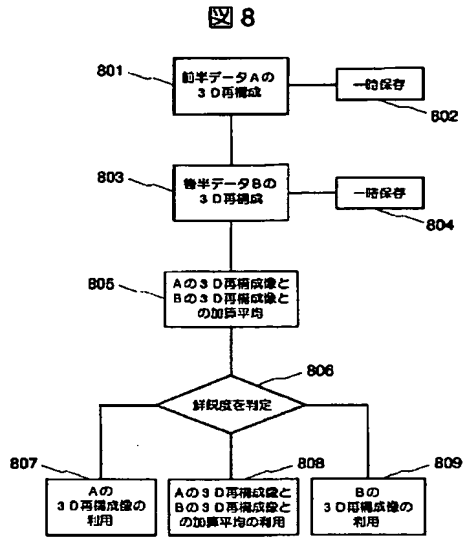 図8
801
前半データAの
3D再構成
一時保存
802
803
後半データBの
3D再構成
一時保存
804
805
Aの3D再構成像と
Bの3D再構成像と
の加算平均
806
鮮鋭度を判定
807
Aの
3D再構成像の
利用
808
Aの3D再構成像と
Bの3D再構成像と
の加算平均の利用
809
Bの
3D再構成像の
利用